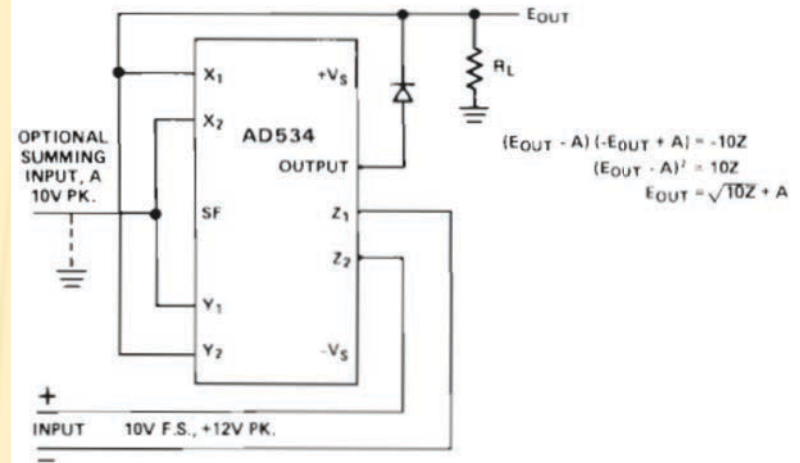 EOUT
X1
+VS
RL
X2
AD534
OPTIONAL
SUMMING
INPUT, A
10V PK.
OUTPUT
SF
Z1
Z2
Y1
Y2
-VS
(EOUT - A) (-EOUT + A) = -10Z
(EOUT - A)² = 10Z
EOUT = √10Z + A
+
INPUT 10V F.S., +12V PK.
−